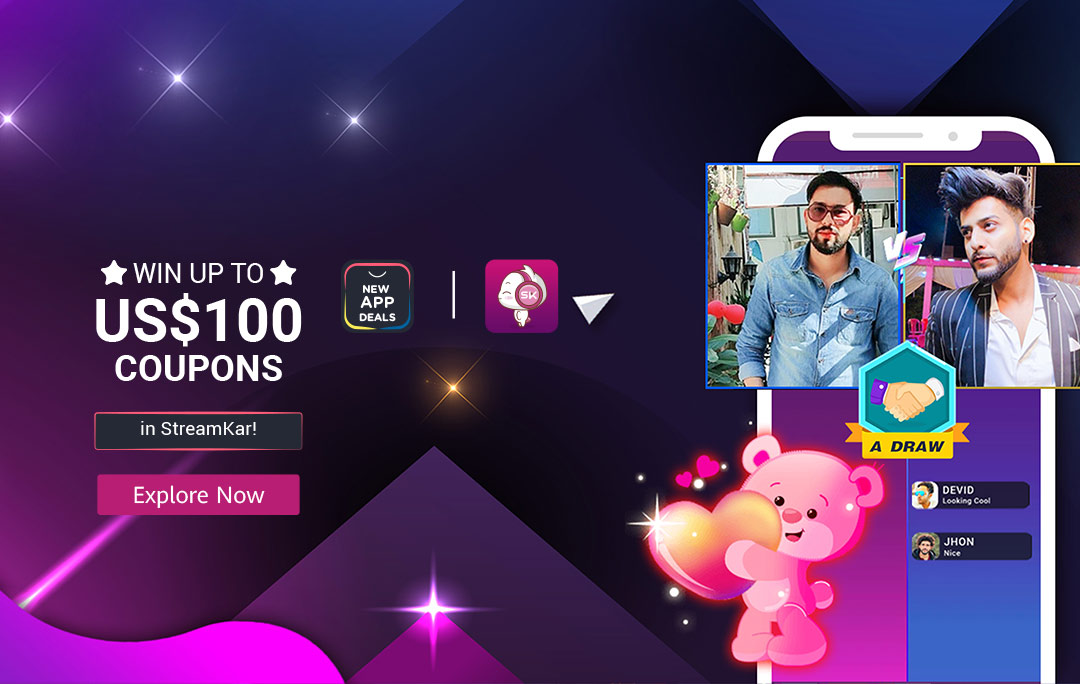 WIN UP TO
US$100
COUPONS
in StreamKar!
Explore Now
NEW
APP
DEALS
SK
VS
A DRAW
DEVID
Looking Cool
JHON
Nice